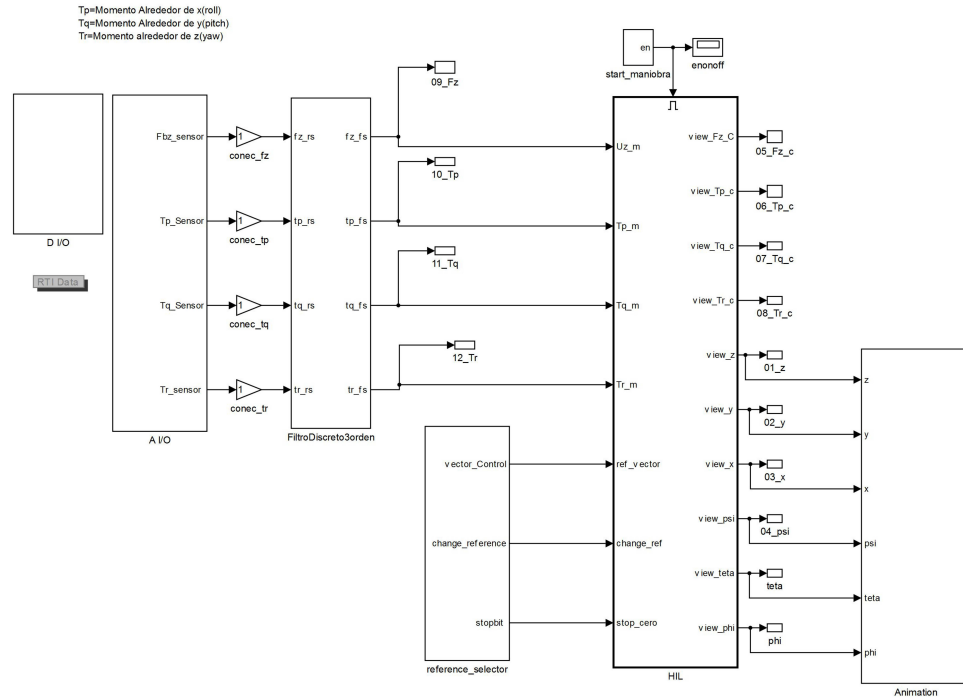 Tp=Momento Alrededor de x(roll)
Tq=Momento Alrededor de y(pitch)
Tr=Momento alrededor de z(yaw)
en
start_maniobra
enonoff
09_Fz
D I/O
RTI Data
Fbz_sensor
Tp_Sensor
Tq_Sensor
Tr_sensor
A I/O
1
conec_fz
1
conec_tp
1
conec_tq
1
conec_tr
fz_rs
fz_fs
tp_rs
tp_fs
tq_rs
tq_fs
tr_rs
tr_fs
FiltroDiscreto3orden
10_Tp
11_Tq
12_Tr
vector_Control
change_reference
stopbit
reference_selector
Uz_m
Tp_m
Tq_m
Tr_m
ref_vector
change_ref
stop_cero
view_Fz_C
view_Tp_c
view_Tq_c
view_Tr_c
view_z
view_y
view_x
view_psi
view_teta
view_phi
HIL
05_Fz_c
06_Tp_c
07_Tq_c
08_Tr_c
01_z
02_y
03_x
04_psi
teta
phi
z
y
x
psi
teta
phi
Animation